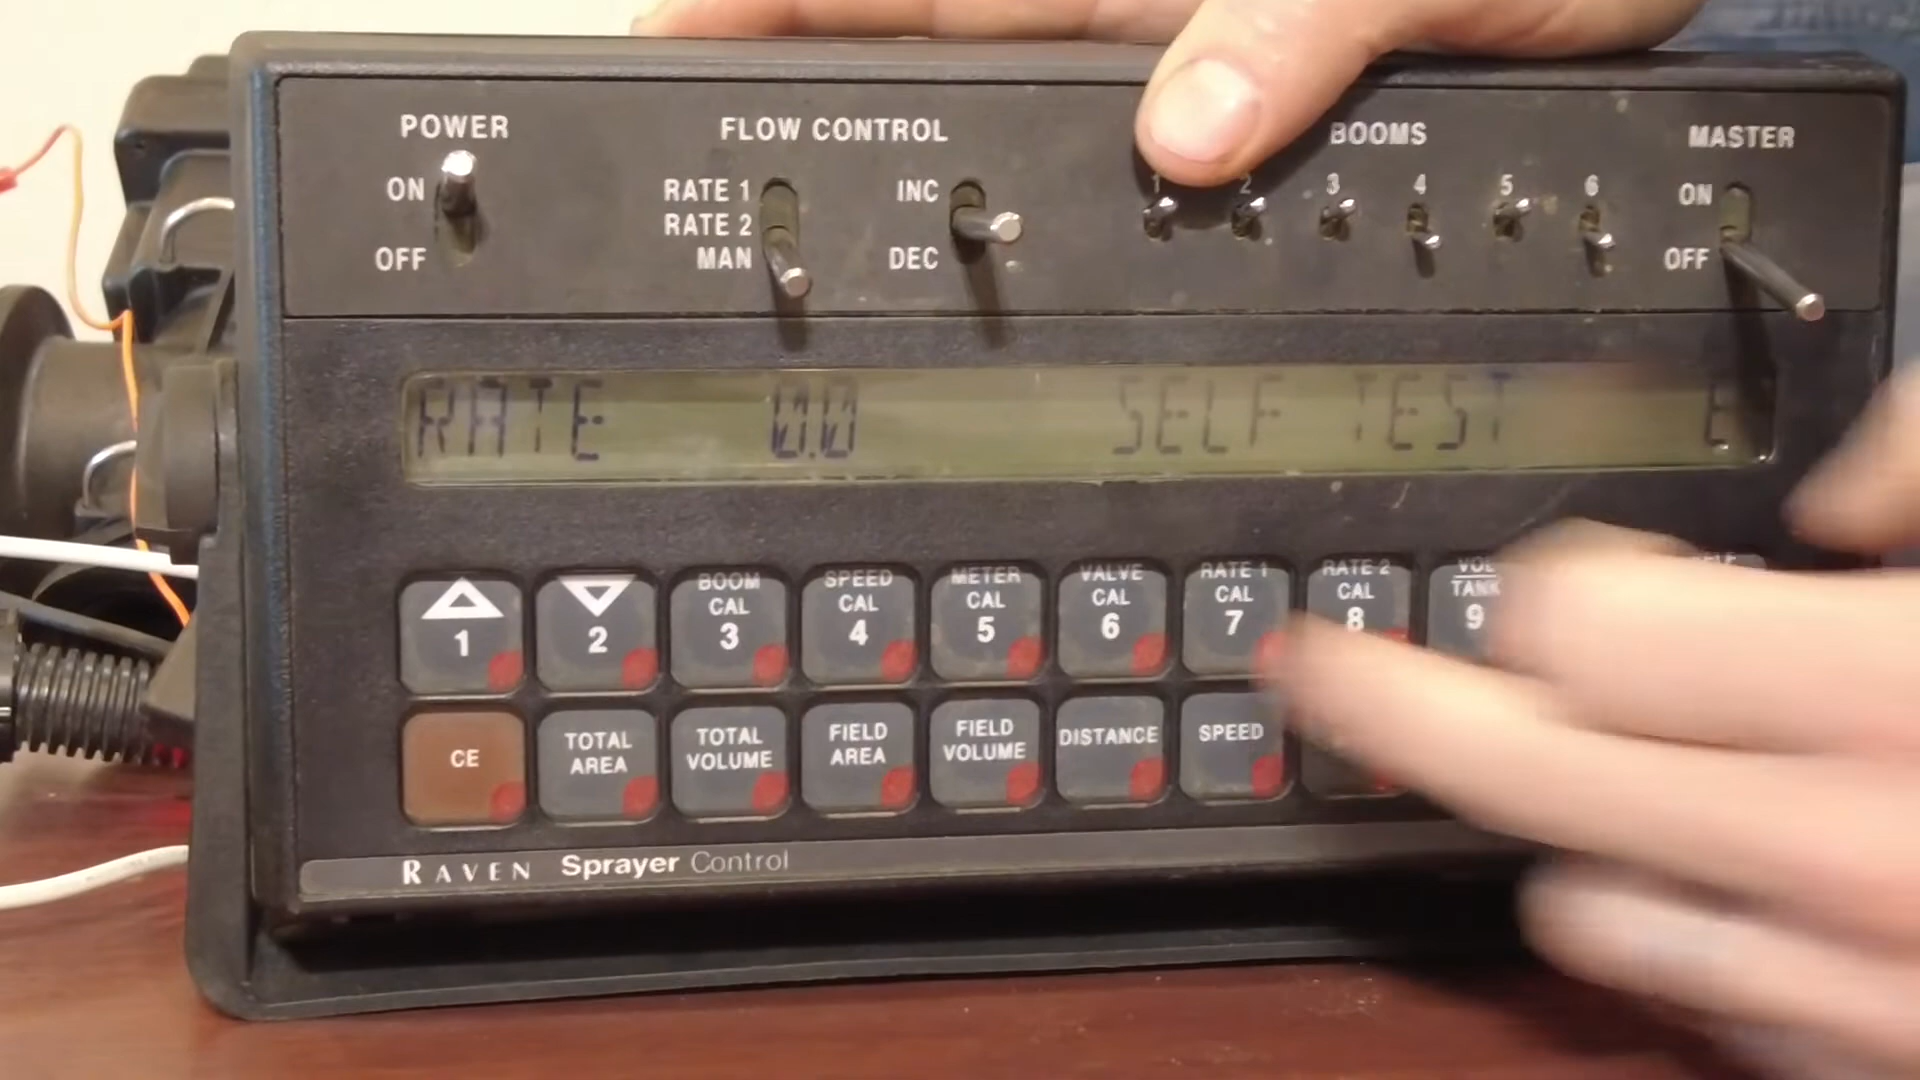 POWER
ON
OFF
FLOW CONTROL
RATE 1
RATE 2
MAN
INC
DEC
BOOMS
1 2 3 4 5 6
MASTER
ON
OFF
RATE 0.0 SELF TEST E
1
2
BOOM
CAL
3
SPEED
CAL
4
METER
CAL
5
VALVE
CAL
6
RATE 1
CAL
7
RATE 2
CAL
8
VOL
TANK
9
CE
TOTAL
AREA
TOTAL
VOLUME
FIELD
AREA
FIELD
VOLUME
DISTANCE
SPEED
RAVEN Sprayer Control